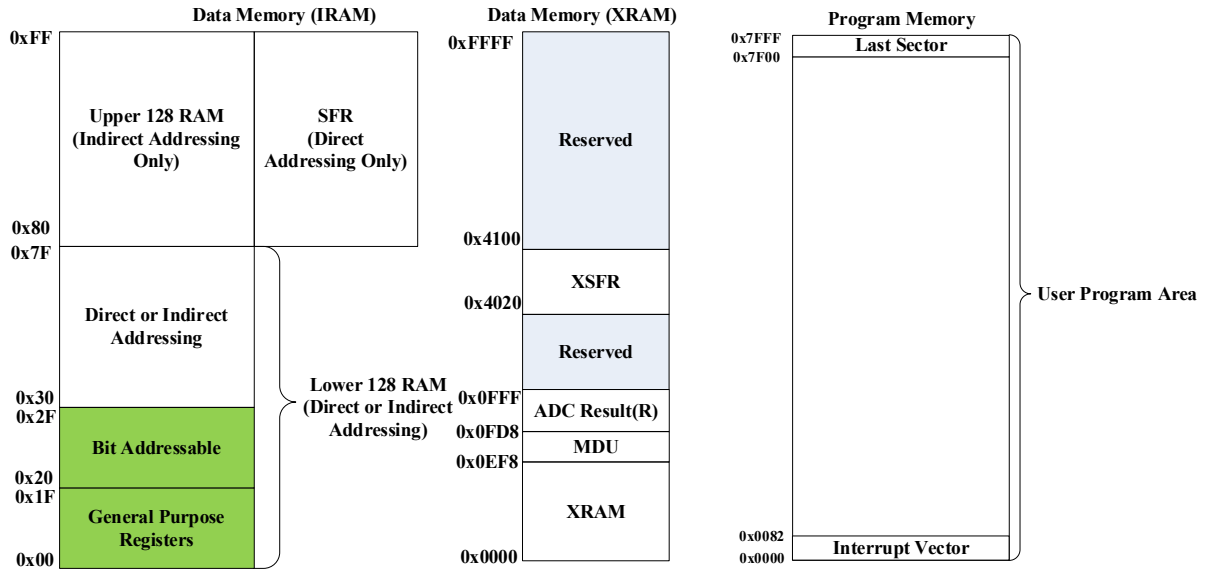 Data Memory (IRAM)
0xFF
Upper 128 RAM
(Indirect Addressing
Only)
SFR
(Direct
Addressing Only)
0x80
0x7F
Direct or Indirect
Addressing
0x30
0x2F
Bit Addressable
0x20
0x1F
General Purpose
Registers
0x00
Lower 128 RAM
(Direct or Indirect
Addressing)
Data Memory (XRAM)
0xFFFF
Reserved
0x4100
XSFR
0x4020
Reserved
0x0FFF
ADC Result(R)
0x0FD8
MDU
0x0EF8
XRAM
0x0000
Program Memory
0x7FFF
Last Sector
0x7F00
User Program Area
0x0082
Interrupt Vector
0x0000